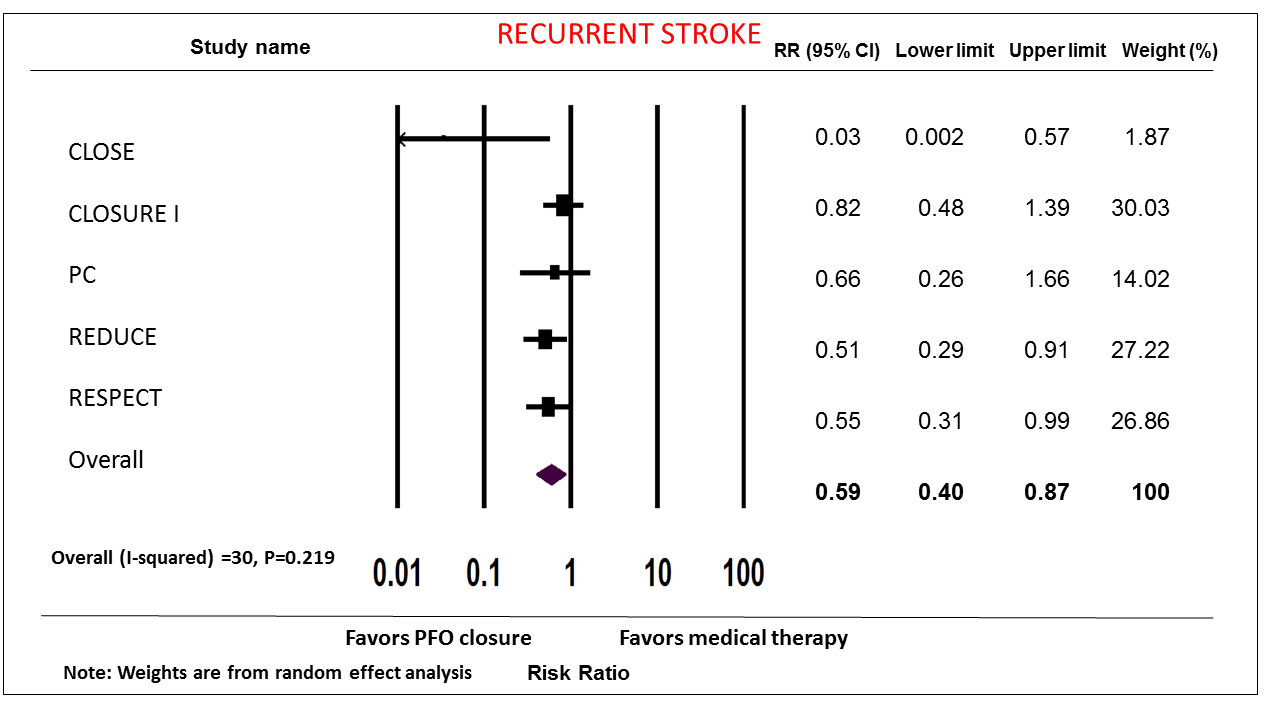 RECURRENT STROKE
Study name RR (95% CI) Lower limit Upper limit Weight (%)
CLOSE 0.03 0.002 0.57 1.87
CLOSURE I 0.82 0.48 1.39 30.03
PC 0.66 0.26 1.66 14.02
REDUCE 0.51 0.29 0.91 27.22
RESPECT 0.55 0.31 0.99 26.86
Overall 0.59 0.40 0.87 100
Overall (I-squared) =30, P=0.219
0.01 0.1 1 10 100
Favors PFO closure Favors medical therapy
Note: Weights are from random effect analysis Risk Ratio